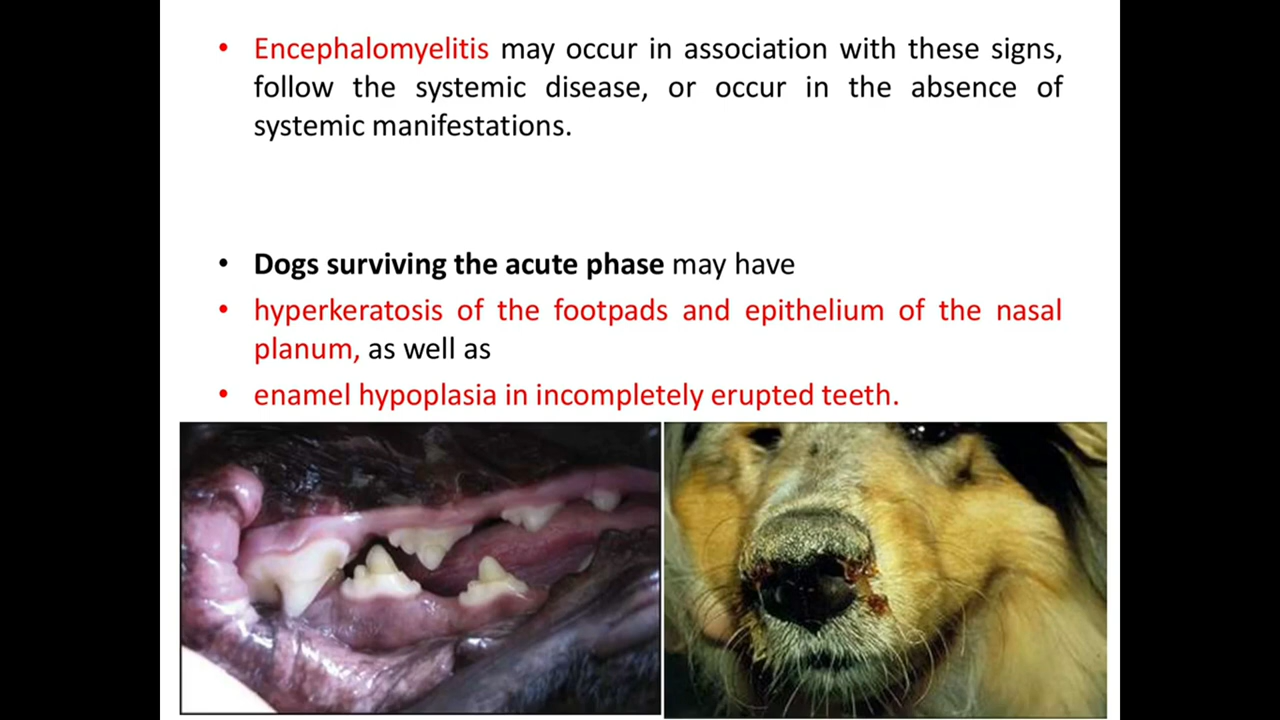 • Encephalomyelitis may occur in association with these signs,
follow the systemic disease, or occur in the absence of
systemic manifestations.
• Dogs surviving the acute phase may have
• hyperkeratosis of the footpads and epithelium of the nasal
planum, as well as
• enamel hypoplasia in incompletely erupted teeth.